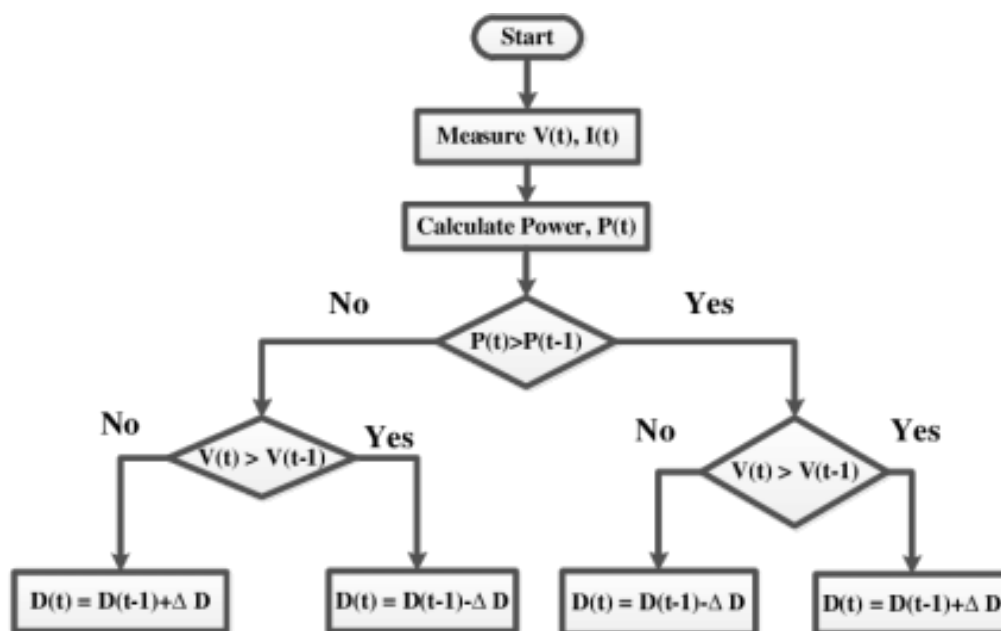 Start
Measure V(t), I(t)
Calculate Power, P(t)
No
Yes
P(t)>P(t-1)
No
Yes
No
Yes
V(t) > V(t-1)
V(t) > V(t-1)
D(t) = D(t-1)+Δ D
D(t) = D(t-1)-Δ D
D(t) = D(t-1)-Δ D
D(t) = D(t-1)+Δ D